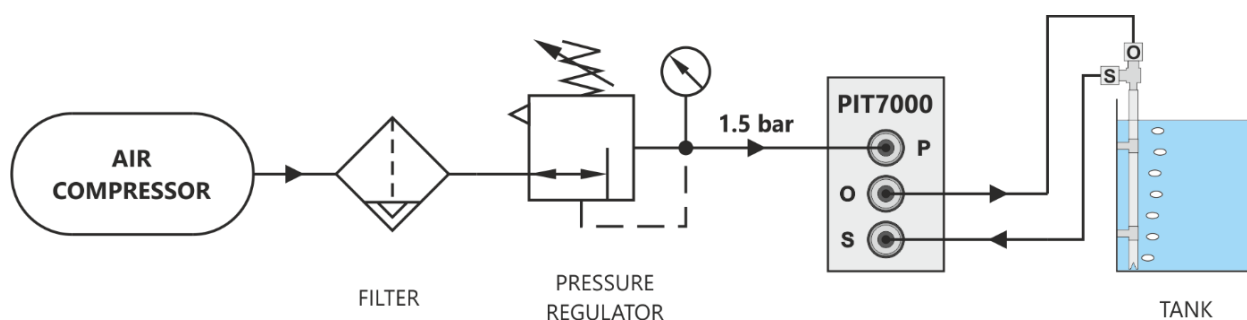 AIR
COMPRESSOR
FILTER
PRESSURE
REGULATOR
1.5 bar
PIT7000
P
O
S
O
S
TANK